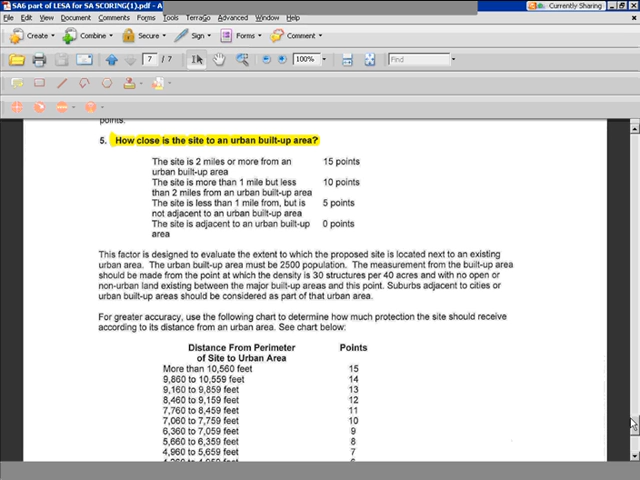 SA6 part of LESA for SA SCORING(1).pdf - A
Currently Sharing
File Edit View Document Comments Forms Tools TerraGo Advanced Window Help
Create
Combine
Secure
Sign
Forms
Comment
7 / 7
100%
Find
points.
5. How close is the site to an urban built-up area?
The site is 2 miles or more from an 15 points
urban built-up area
The site is more than 1 mile but less 10 points
than 2 miles from an urban built-up area
The site is less than 1 mile from, but is 5 points
not adjacent to an urban built-up area
The site is adjacent to an urban built-up 0 points
area
This factor is designed to evaluate the extent to which the proposed site is located next to an existing
urban area. The urban built-up area must be 2500 population. The measurement from the built-up area
should be made from the point at which the density is 30 structures per 40 acres and with no open or
non-urban land existing between the major built-up areas and this point. Suburbs adjacent to cities or
urban built-up areas should be considered as part of that urban area.
For greater accuracy, use the following chart to determine how much protection the site should receive
according to its distance from an urban area. See chart below:
Distance From Perimeter Points
of Site to Urban Area
More than 10,560 feet 15
9,860 to 10,559 feet 14
9,160 to 9,859 feet 13
8,460 to 9,159 feet 12
7,760 to 8,459 feet 11
7,060 to 7,759 feet 10
6,360 to 7,059 feet 9
5,660 to 6,359 feet 8
4,960 to 5,659 feet 7